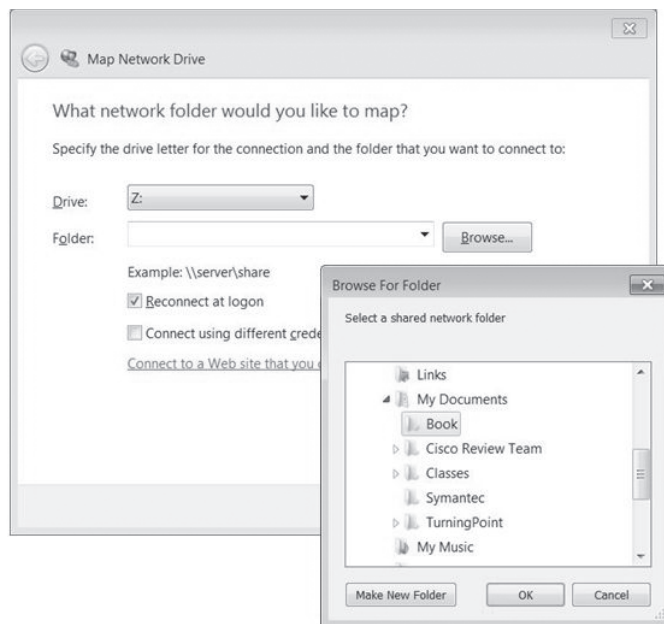 Map Network Drive
What network folder would you like to map?
Specify the drive letter for the connection and the folder that you want to connect to:
Drive:
Z:
Folder:
Browse...
Example: \\server\share
Reconnect at logon
Connect using different
Connect to a Web site that you
Browse For Folder
Select a shared network folder
Links
My Documents
Book
Cisco Review Team
Classes
Symantec
TurningPoint
My Music
Make New Folder
OK
Cancel